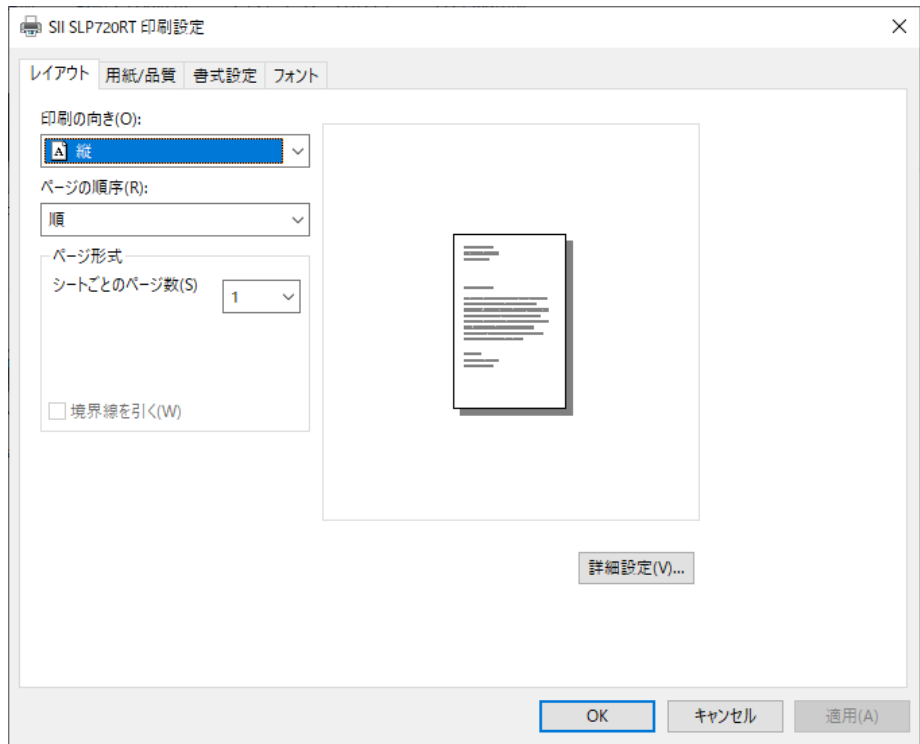 SII SLP720RT 印刷設定
レイアウト 用紙/品質 書式設定 フォント
印刷の向き(O):
A 縦
ページの順序(R):
順
ページ形式
シートごとのページ数(S) 1
境界線を引く(W)
詳細設定(V)...
OK キャンセル 適用(A)